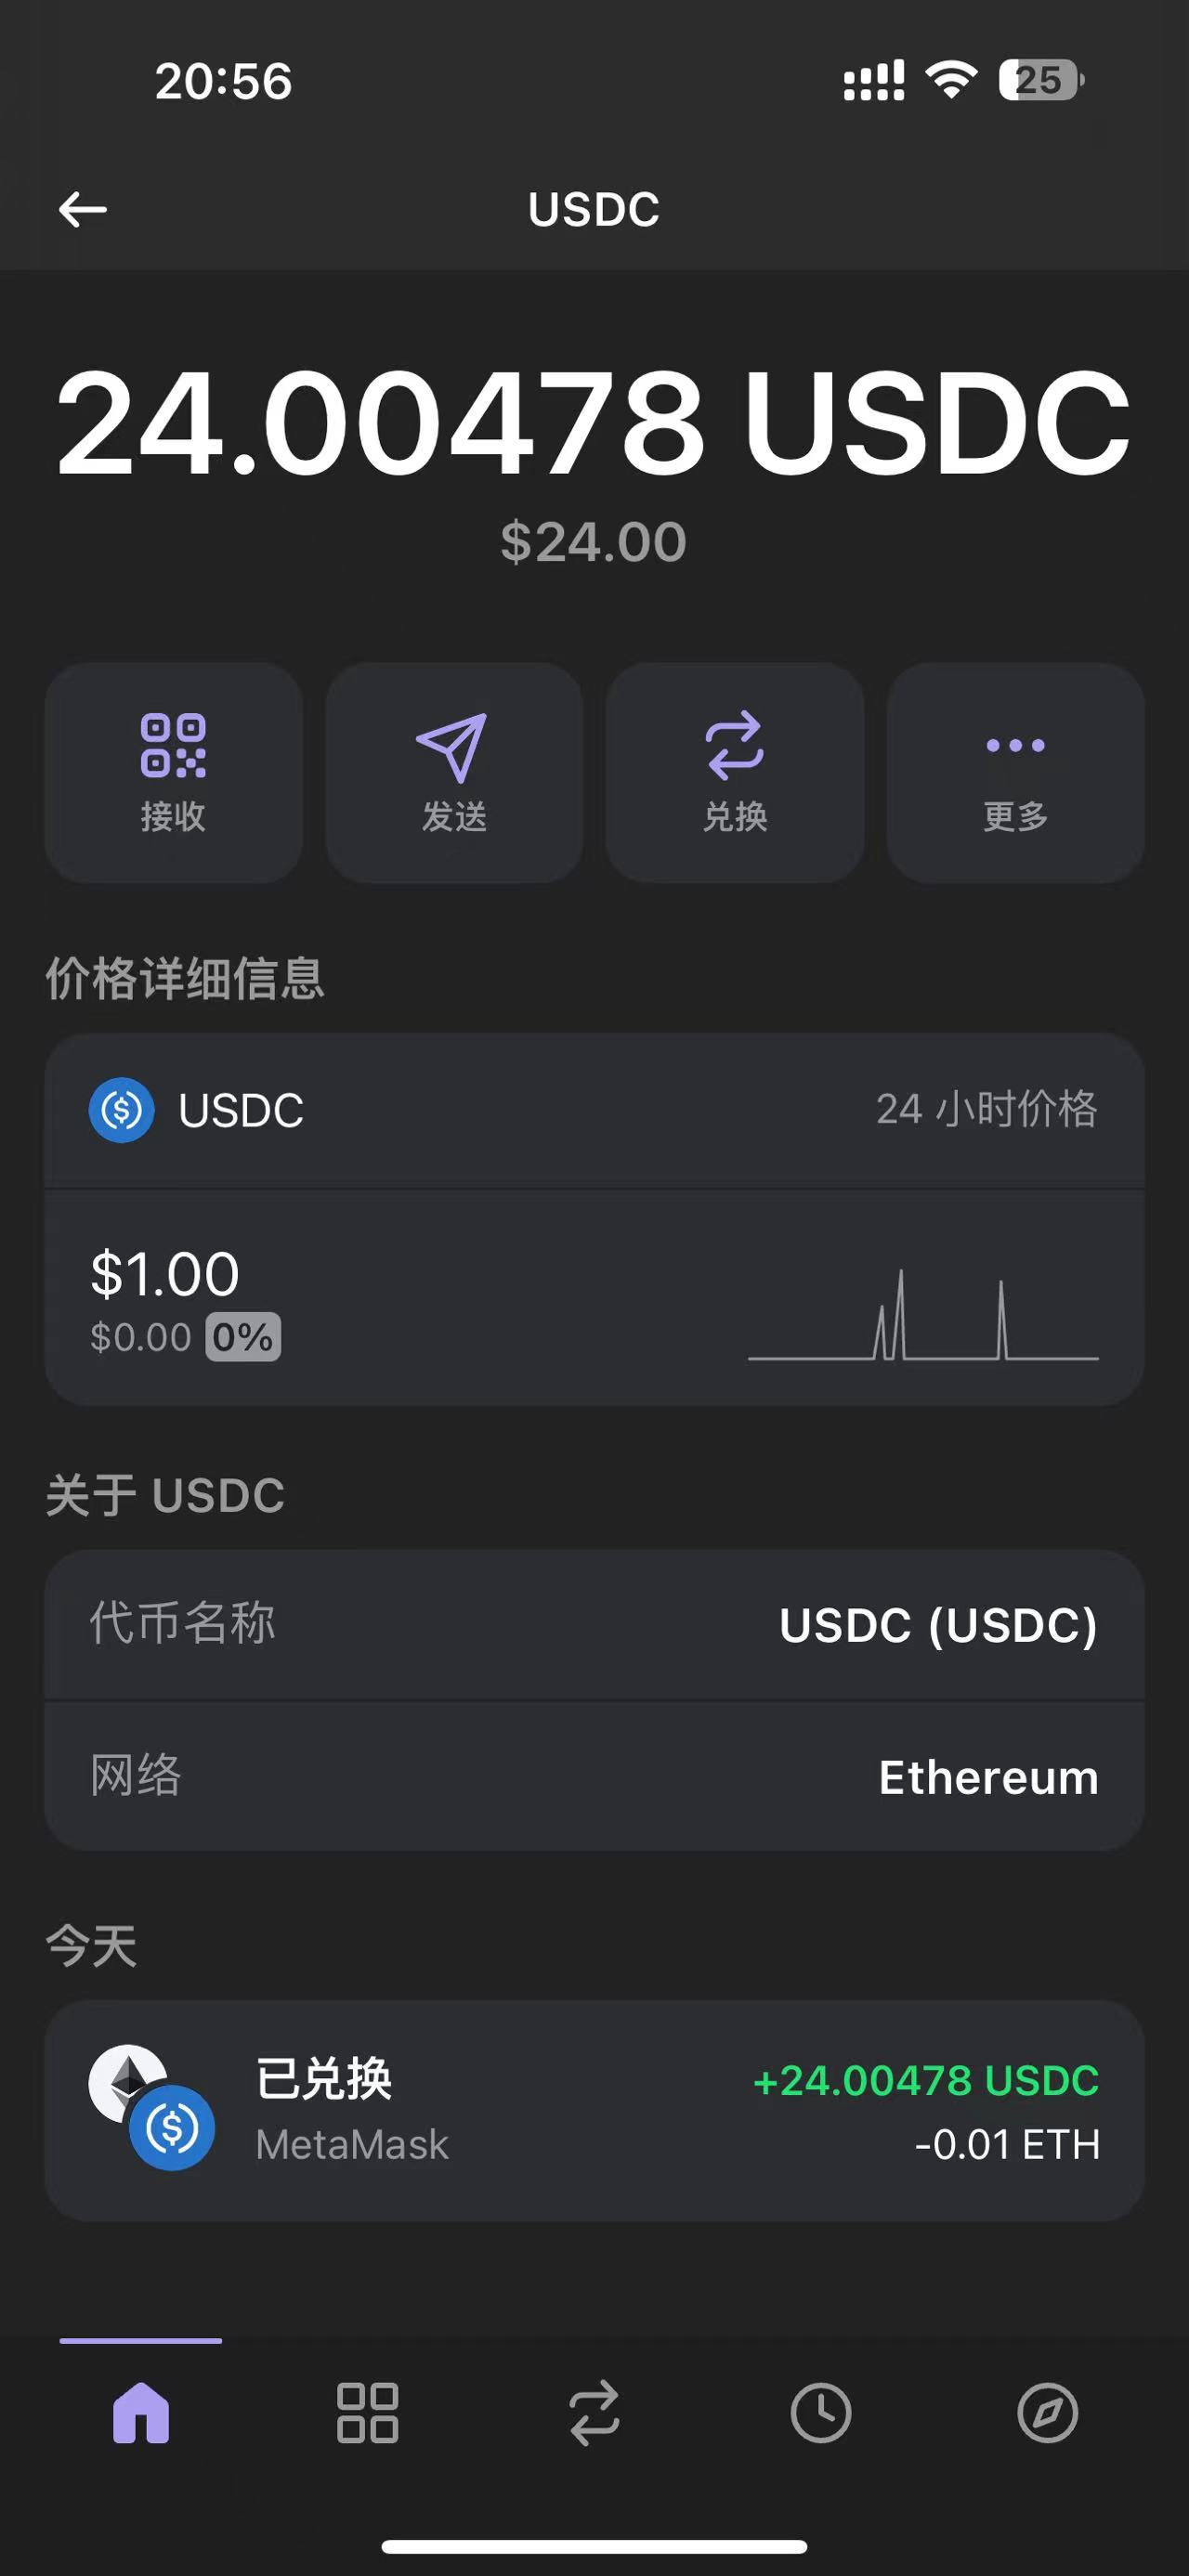 20:56
25
USDC
24.00478 USDC
$24.00
接收
发送
兑换
更多
价格详细信息
USDC
24 小时价格
$1.00
$0.00 0%
关于 USDC
代币名称
USDC (USDC)
网络
Ethereum
今天
已兑换
+24.00478 USDC
MetaMask
-0.01 ETH